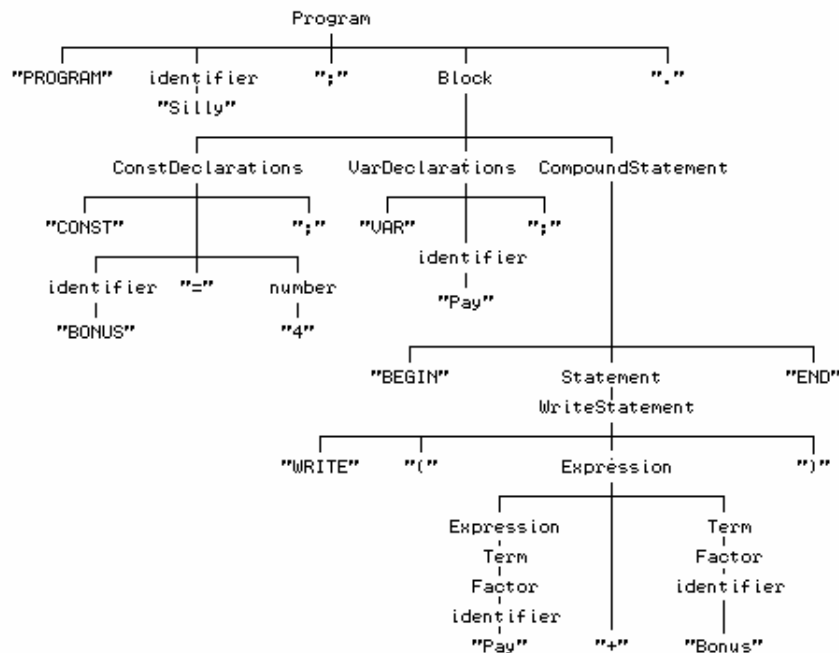 Program
"PROGRAM" identifier ";" Block "."
"Silly"
ConstDeclarations VarDeclarations CompoundStatement
"CONST" ";" "VAR" ";"
identifier
identifier "=" number
"Pay"
"BONUS" "4"
"BEGIN" Statement "END"
WriteStatement
"WRITE" "(" Expression ")"
Expression Term
Term Factor
Factor identifier
identifier
"Pay" "+" "Bonus"